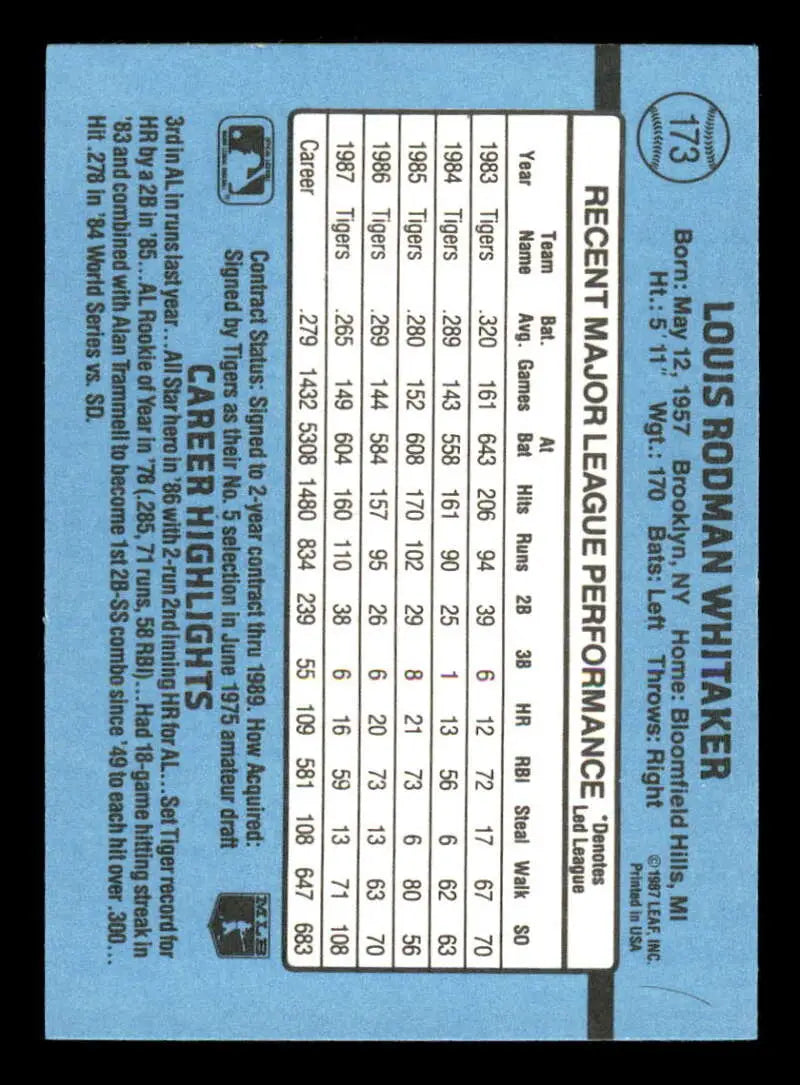 173
LOUIS RODMAN WHITAKER
Born: May 12, 1957 Brooklyn, NY Home: Bloomfield Hills, MI
Ht.: 5' 11" Wgt.: 170 Bats: Left Throws: Right
©1987 LEAF, INC.
Printed in USA
RECENT MAJOR LEAGUE PERFORMANCE
*Denotes
Led League
Year Team Name Bat. Avg. Games At Bat Hits Runs 2B 3B HR RBI Steal Walk SO
1983 Tigers .320 161 643 206 94 39 6 12 72 17 67 70
1984 Tigers .289 143 558 161 90 25 1 13 56 6 62 63
1985 Tigers .280 152 608 170 102 29 8 21 73 6 80 56
1986 Tigers .269 144 584 157 95 26 6 20 73 13 63 70
1987 Tigers .265 149 604 160 110 38 6 16 59 13 71 108
Career .279 1432 5308 1480 834 239 55 109 581 108 647 683
Contract Status: Signed to 2-year contract thru 1989. How Acquired:
Signed by Tigers as their No. 5 selection in June 1975 amateur draft
MLB
CAREER HIGHLIGHTS
3rd in AL in runs last year...All Star hero in '86 with 2-run 2nd inning HR for AL...Set Tiger record for
HR by a 2B in '85...AL Rookie of Year in '78 (.285, 71 runs, 58 RBI)...Had 18-game hitting streak in
'83 and combined with Alan Trammell to become 1st 2B-SS combo since '49 to each hit over .300...
Hit .278 in '84 World Series vs. SD.